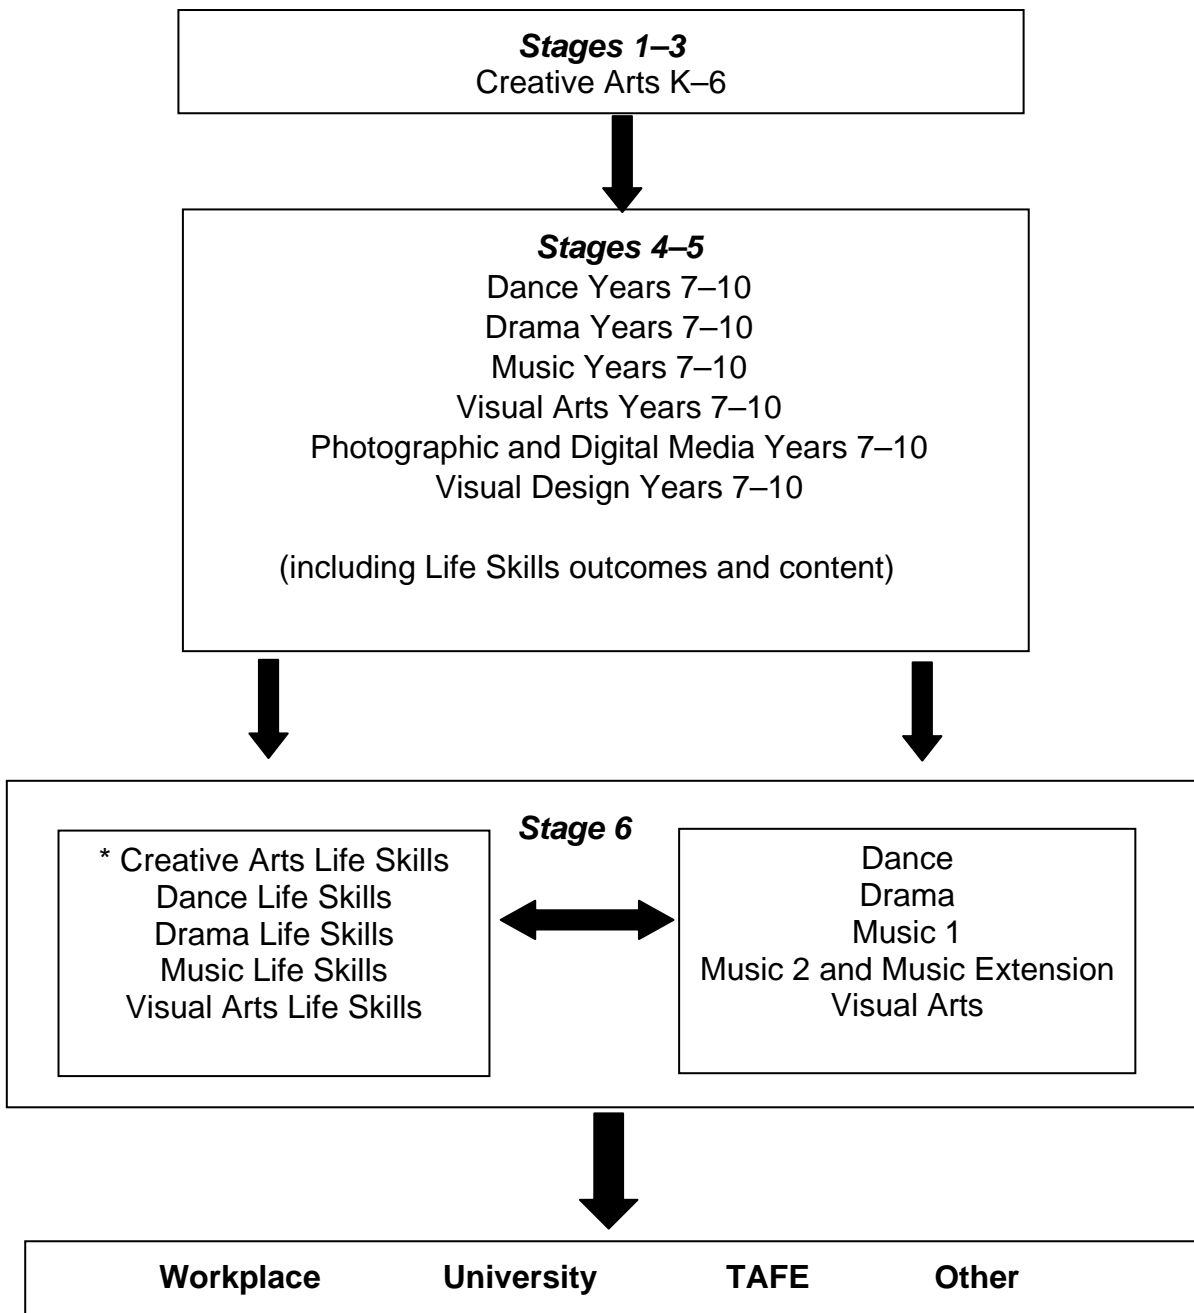 Stages 1–3
Creative Arts K–6
Stages 4–5
Dance Years 7–10
Drama Years 7–10
Music Years 7–10
Visual Arts Years 7–10
Photographic and Digital Media Years 7–10
Visual Design Years 7–10
(including Life Skills outcomes and content)
Stage 6
* Creative Arts Life Skills
Dance Life Skills
Drama Life Skills
Music Life Skills
Visual Arts Life Skills
Dance
Drama
Music 1
Music 2 and Music Extension
Visual Arts
Workplace University TAFE Other